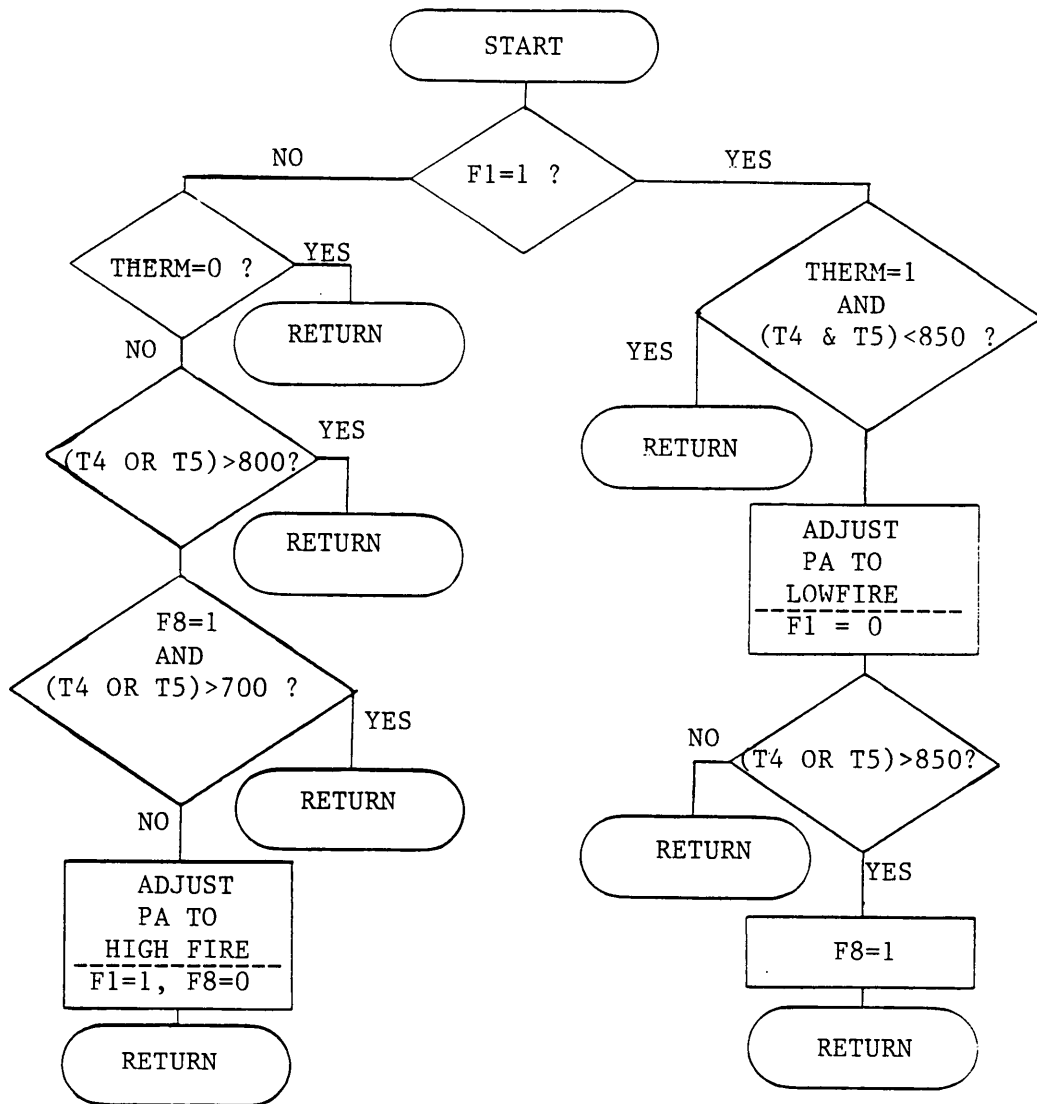 START
F1=1 ?
NO
YES
THERM=0 ?
YES
RETURN
NO
(T4 OR T5)>800?
YES
RETURN
F8=1
AND
(T4 OR T5)>700 ?
YES
RETURN
NO
ADJUST
PA TO
HIGH FIRE
F1=1, F8=0
RETURN
THERM=1
AND
(T4 & T5)<850 ?
YES
RETURN
ADJUST
PA TO
LOWFIRE
F1 = 0
(T4 OR T5)>850?
NO
RETURN
YES
F8=1
RETURN